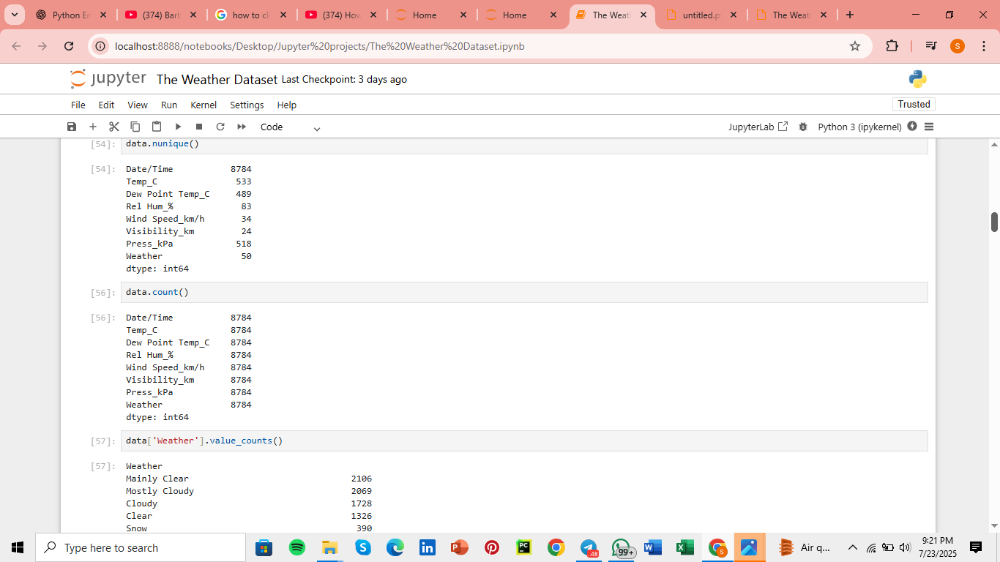 Python En
(374) Barb
how to cl
(374) How
Home
Home
The Weat
untitled.p
The Weat
localhost:8888/notebooks/Desktop/Jupyter%20projects/The%20Weather%20Dataset.ipynb
S
jupyter The Weather Dataset Last Checkpoint: 3 days ago
File Edit View Run Kernel Settings Help
Trusted
Code
JupyterLab
Python 3 (ipykernel)
[54]: data.nunique()
[54]: Date/Time 8784
Temp_C 533
Dew Point Temp_C 489
Rel Hum_% 83
Wind Speed_km/h 34
Visibility_km 24
Press_kPa 518
Weather 50
dtype: int64
[56]: data.count()
[56]: Date/Time 8784
Temp_C 8784
Dew Point Temp_C 8784
Rel Hum_% 8784
Wind Speed_km/h 8784
Visibility_km 8784
Press_kPa 8784
Weather 8784
dtype: int64
[57]: data['Weather'].value_counts()
[57]: Weather
Mainly Clear 2106
Mostly Cloudy 2069
Cloudy 1728
Clear 1326
Snow 390
Type here to search
.48
99+
Air q...
9:21 PM
7/23/2025